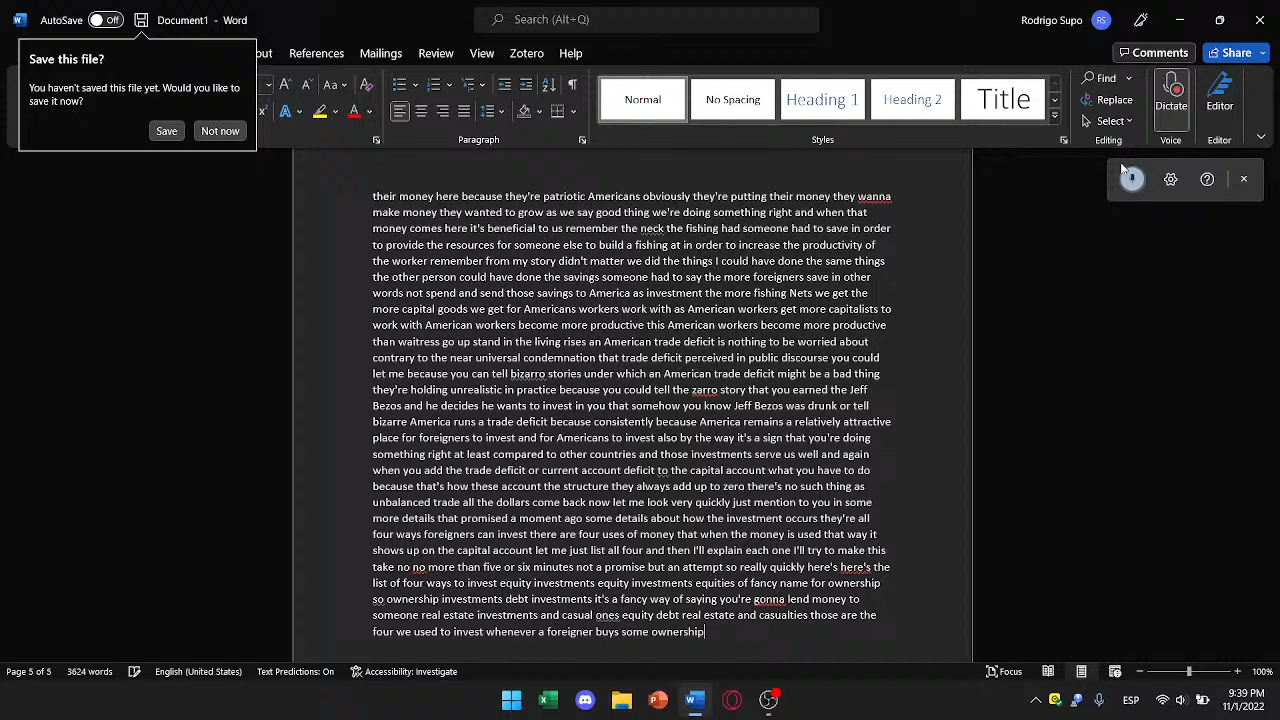 AutoSave Off Document1 - Word Search (Alt+Q) Rodrigo Supo RS
Save this file?
You haven't saved this file yet. Would you like to
save it now?
Save Not now
out References Mailings Review View Zotero Help Comments Share
Aa
A A A
Normal No Spacing Heading 1 Heading 2 Title
Find
Replace
Select
Dictate Editor
Paragraph Styles Editing Voice Editor
their money here because they're patriotic Americans obviously they're putting their money they wanna
make money they wanted to grow as we say good thing we're doing something right and when that
money comes here it's beneficial to us remember the neck the fishing had someone had to save in order
to provide the resources for someone else to build a fishing at in order to increase the productivity of
the worker remember from my story didn't matter we did the things I could have done the same things
the other person could have done the savings someone had to say the more foreigners save in other
words not spend and send those savings to America as investment the more fishing Nets we get the
more capital goods we get for Americans workers work with as American workers get more capitalists to
work with American workers become more productive this American workers become more productive
than waitress go up stand in the living rises an American trade deficit is nothing to be worried about
contrary to the near universal condemnation that trade deficit perceived in public discourse you could
let me because you can tell bizarro stories under which an American trade deficit might be a bad thing
they're holding unrealistic in practice because you could tell the zarro story that you earned the Jeff
Bezos and he decides he wants to invest in you that somehow you know Jeff Bezos was drunk or tell
bizarre America runs a trade deficit because consistently because America remains a relatively attractive
place for foreigners to invest and for Americans to invest also by the way it's a sign that you're doing
something right at least compared to other countries and those investments serve us well and again
when you add the trade deficit or current account deficit to the capital account what you have to do
because that's how these account the structure they always add up to zero there's no such thing as
unbalanced trade all the dollars come back now let me look very quickly just mention to you in some
more details that promised a moment ago some details about how the investment occurs they're all
four ways foreigners can invest there are four uses of money that when the money is used that way it
shows up on the capital account let me just list all four and then I'll explain each one I'll try to make this
take no no more than five or six minutes not a promise but an attempt so really quickly here's here's the
list of four ways to invest equity investments equity investments equities of fancy name for ownership
so ownership investments debt investments it's a fancy way of saying you're gonna lend money to
someone real estate investments and casual ones equity debt real estate and casualties those are the
four we used to invest whenever a foreigner buys some ownership
Page 5 of 5 3624 words English (United States) Text Predictions: On Accessibility: Investigate Focus 100%
ESP 9:39 PM
11/1/2022